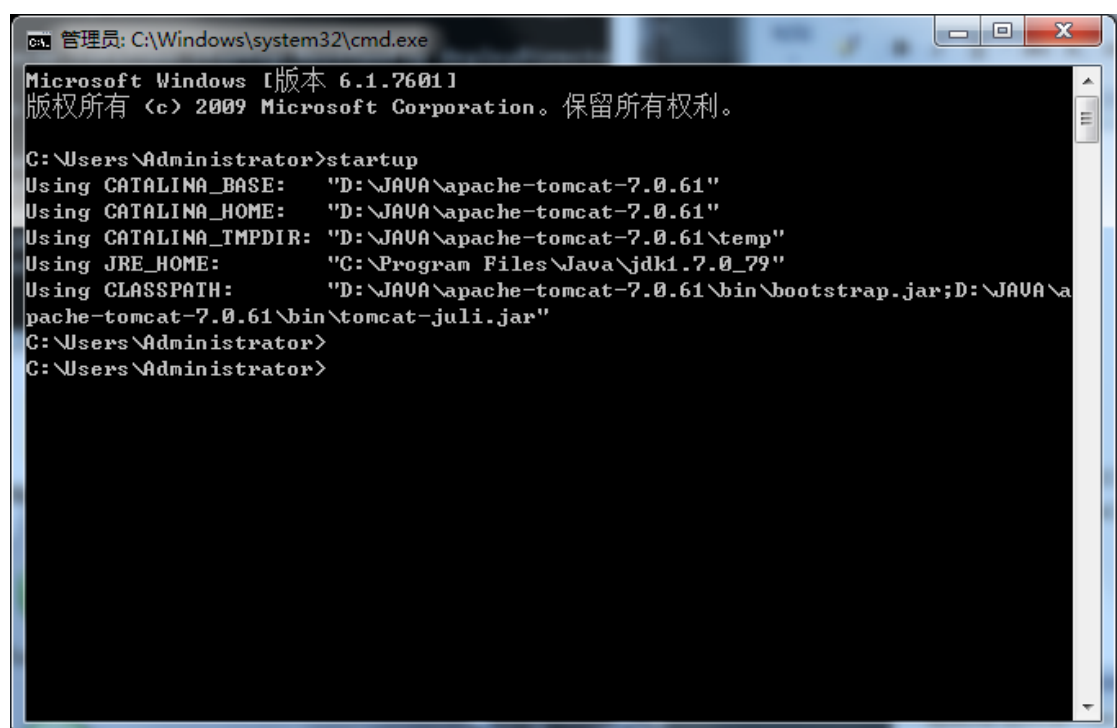 管理员: C:\Windows\system32\cmd.exe
Microsoft Windows [版本 6.1.7601]
版权所有 (c) 2009 Microsoft Corporation。保留所有权利。
C:\Users\Administrator>startup
Using CATALINA_BASE:   "D:\JAVA\apache-tomcat-7.0.61"
Using CATALINA_HOME:   "D:\JAVA\apache-tomcat-7.0.61"
Using CATALINA_TMPDIR: "D:\JAVA\apache-tomcat-7.0.61\temp"
Using JRE_HOME:        "C:\Program Files\Java\jdk1.7.0_79"
Using CLASSPATH:       "D:\JAVA\apache-tomcat-7.0.61\bin\bootstrap.jar;D:\JAVA\a
pache-tomcat-7.0.61\bin\tomcat-juli.jar"
C:\Users\Administrator>
C:\Users\Administrator>